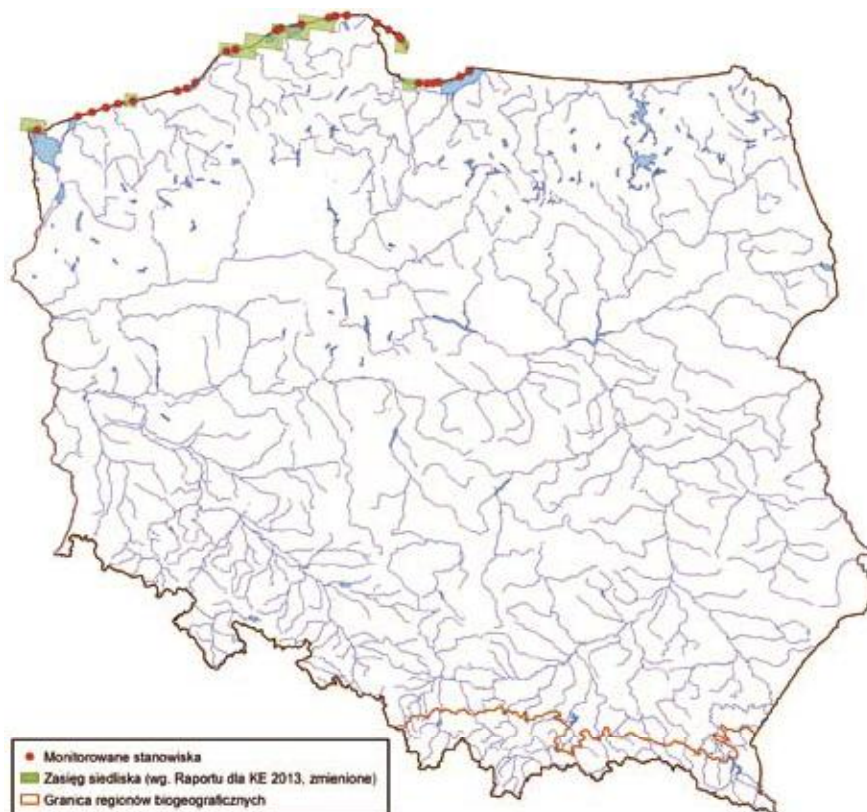 Monitorowane stanowiska
Zasięg siedliska (wg. Raportu dla KE 2013, zmienione)
Granica regionów biogeograficznych